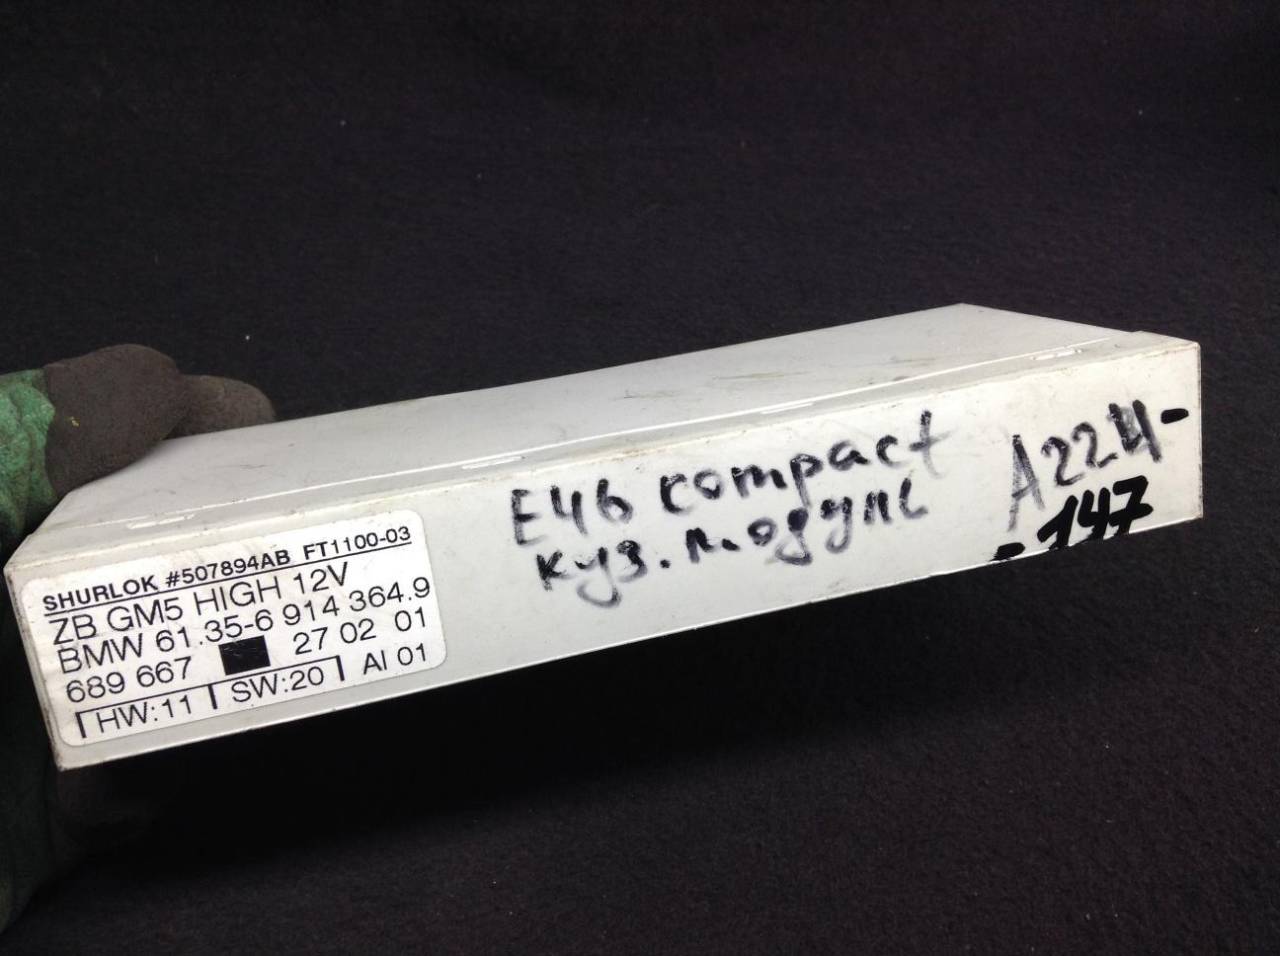 SHURLOK #507894AB FT1100-03
ZB GM5 HIGH 12V
BMW 61.35-6 914 364.9
689 667 27 02 01
HW:11 SW:20 AI 01
E46 compact
куз. модуль
A224-
-147